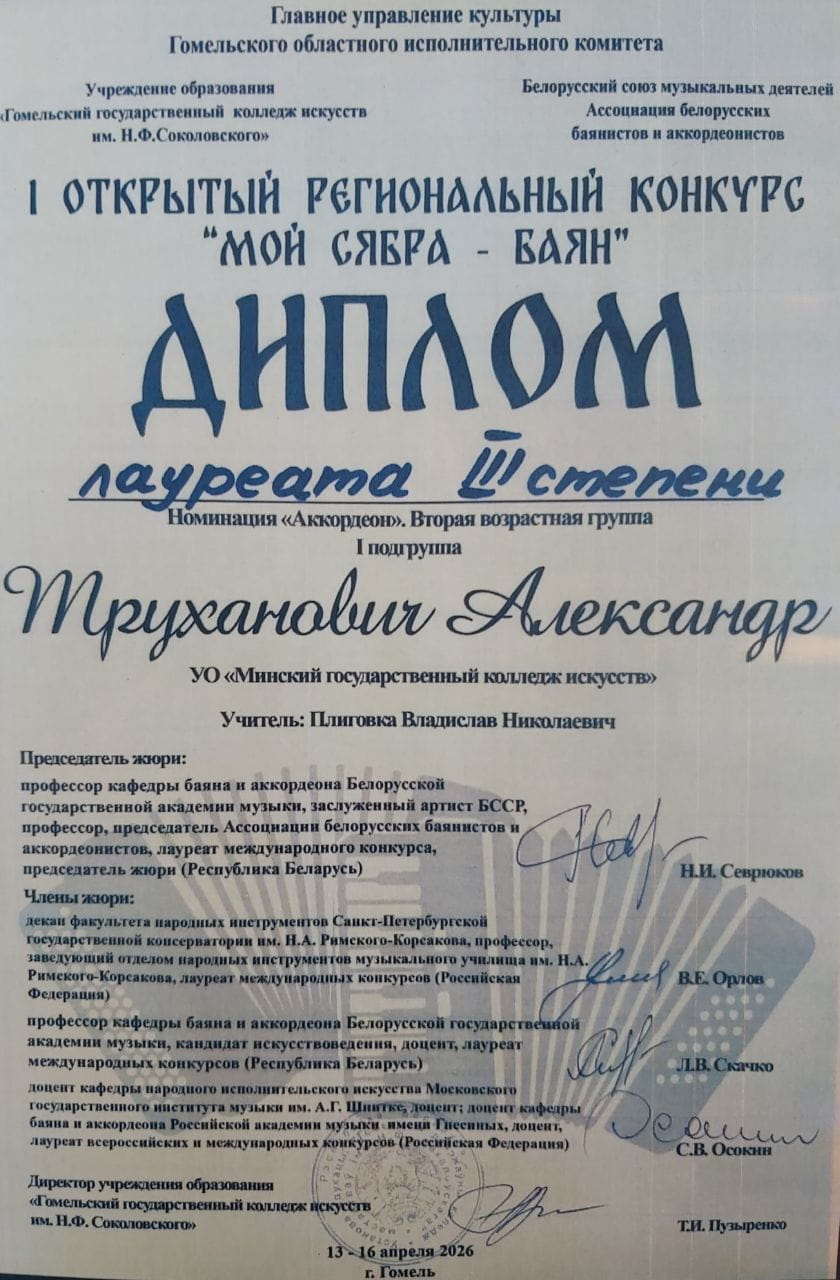 Главное управление культуры
Гомельского областного исполнительного комитета
Учреждение образования
«Гомельский государственный колледж искусств
им. Н.Ф.Соколовского»
Белорусский союз музыкальных деятелей
Ассоциация белорусских
баянистов и аккордеонистов
I ОТКРЫТЫЙ РЕГИОНАЛЬНЫЙ КОНКУРС
"МОЙ СЯБРА - БАЯН"
ДИПЛОМ
лауреата III степени
Номинация «Аккордеон». Вторая возрастная группа
I подгруппа
Труханович Александр
УО «Минский государственный колледж искусств»
Учитель: Плиговка Владислав Николаевич
Председатель жюри:
профессор кафедры баяна и аккордеона Белорусской
государственной академии музыки, заслуженный артист БССР,
профессор, председатель Ассоциации белорусских баянистов и
аккордеонистов, лауреат международного конкурса,
председатель жюри (Республика Беларусь)
Н.И. Севрюков
Члены жюри:
декан факультета народных инструментов Санкт-Петербургской
государственной консерватории им. Н.А. Римского-Корсакова, профессор,
заведующий отделом народных инструментов музыкального училища им. Н.А.
Римского-Корсакова, лауреат международных конкурсов (Российская
Федерация)
В.Е. Орлов
профессор кафедры баяна и аккордеона Белорусской государственной
академии музыки, кандидат искусствоведения, доцент, лауреат
международных конкурсов (Республика Беларусь)
Л.В. Скачко
доцент кафедры народного исполнительского искусства Московского
государственного института музыки им. А.Г. Шнитке, доцент; доцент кафедры
баяна и аккордеона Российской академии музыки имени Гнесиных, доцент,
лауреат всероссийских и международных конкурсов (Российская Федерация)
С.В. Осокин
Директор учреждения образования
«Гомельский государственный колледж искусств
им. Н.Ф. Соколовского»
Т.И. Пузыренко
13 - 16 апреля 2026
г. Гомель